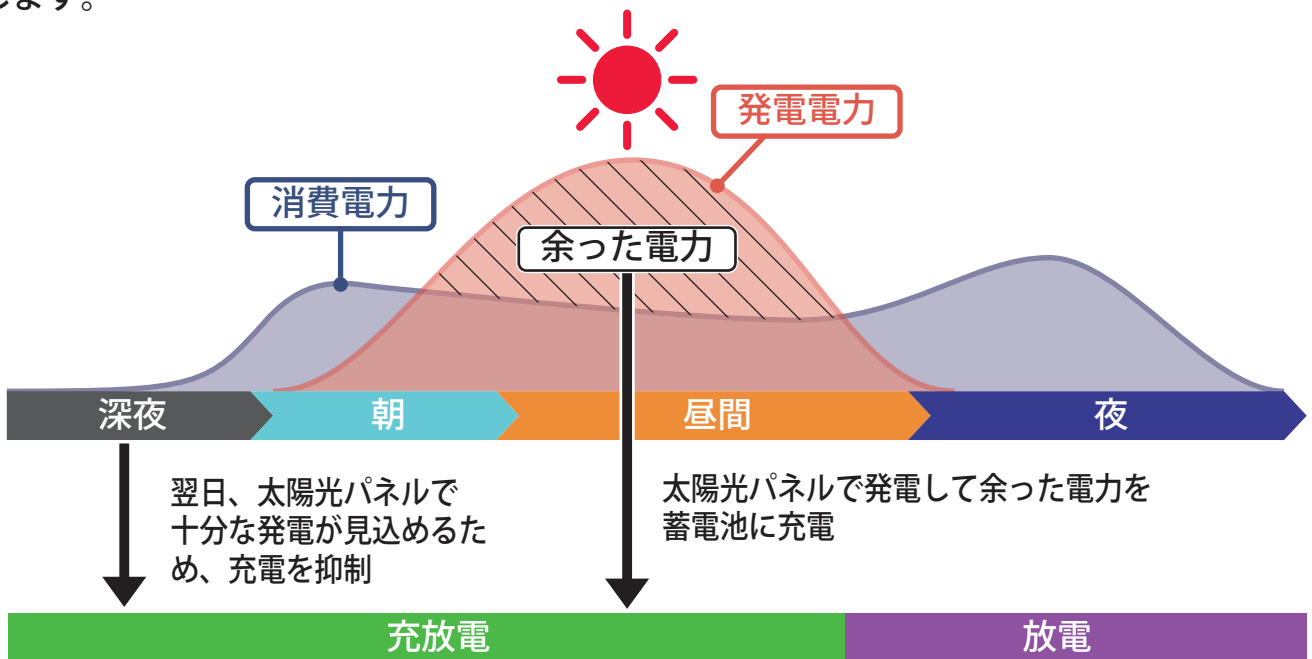 します。
発電電力
消費電力
余った電力
深夜
朝
昼間
夜
翌日、太陽光パネルで
十分な発電が見込めるた
め、充電を抑制
太陽光パネルで発電して余った電力を
蓄電池に充電
充放電
放電